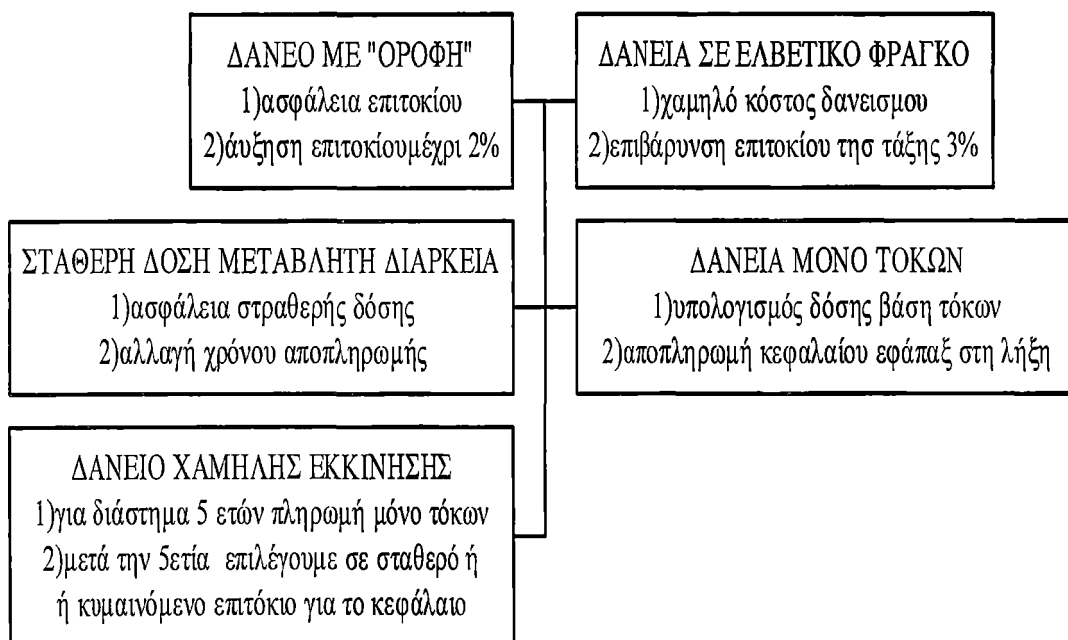 ΔΑΝΕΟ ΜΕ "ΟΡΟΦΗ"
1)ασφάλεια επιτοκίου
2)άυξηση επιτοκίουμέχρι 2%
ΔΑΝΕΙΑ ΣΕ ΕΛΒΕΤΙΚΟ ΦΡΑΓΚΟ
1)χαμηλό κόστος δανεισμου
2)επιβάρυνση επιτοκίου τησ τάξης 3%
ΣΤΑΘΕΡΗ ΔΟΣΗ ΜΕΤΑΒΛΗΤΗ ΔΙΑΡΚΕΙΑ
1)ασφάλεια στραθερής δόσης
2)αλλαγή χρόνου αποπληρωμής
ΔΑΝΕΙΑ ΜΟΝΟ ΤΟΚΩΝ
1)υπολογισμός δόσης βάση τόκων
2)αποπληρωμή κεφαλαίου εφάπαξ στη λήξη
ΔΑΝΕΙΟ ΧΑΜΗΛΗΣ ΕΚΚΙΝΗΣΗΣ
1)για διάστημα 5 ετών πληρωμή μόνο τόκων
2)μετά την 5ετία επιλέγουμε σε σταθερό ή
ή κυμαινόμενο επιτόκιο για το κεφάλαιο